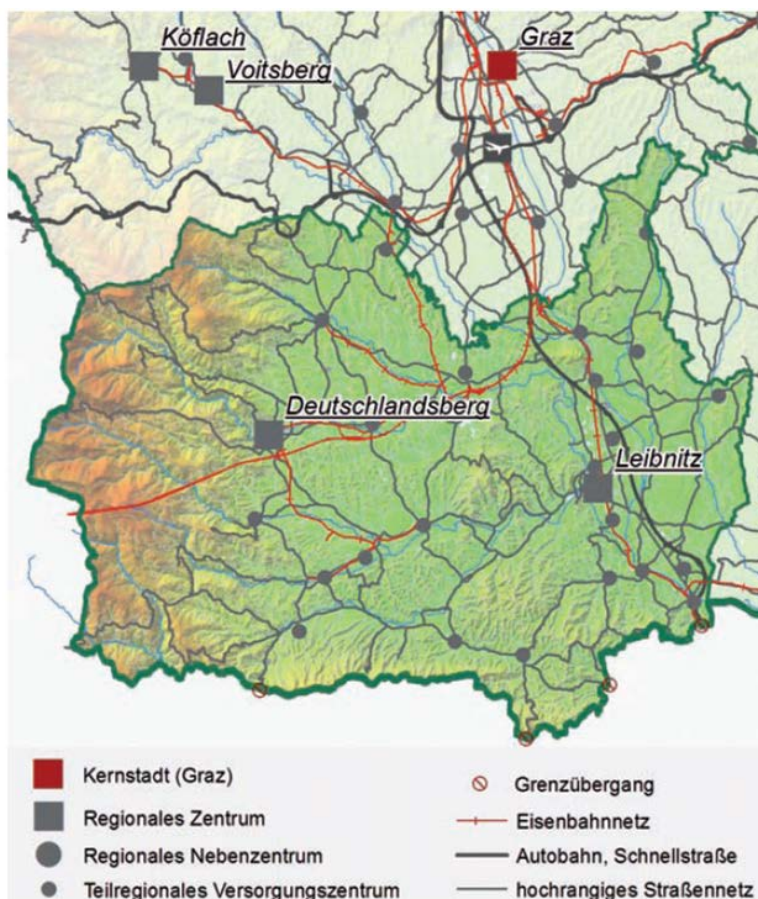 Köflach
Graz
Voitsberg
Deutschlandsberg
Leibnitz
Kernstadt (Graz)
Regionales Zentrum
Regionales Nebenzentrum
Teilregionales Versorgungszentrum
Grenzübergang
Eisenbahnnetz
Autobahn, Schnellstraße
hochrangiges Straßennetz